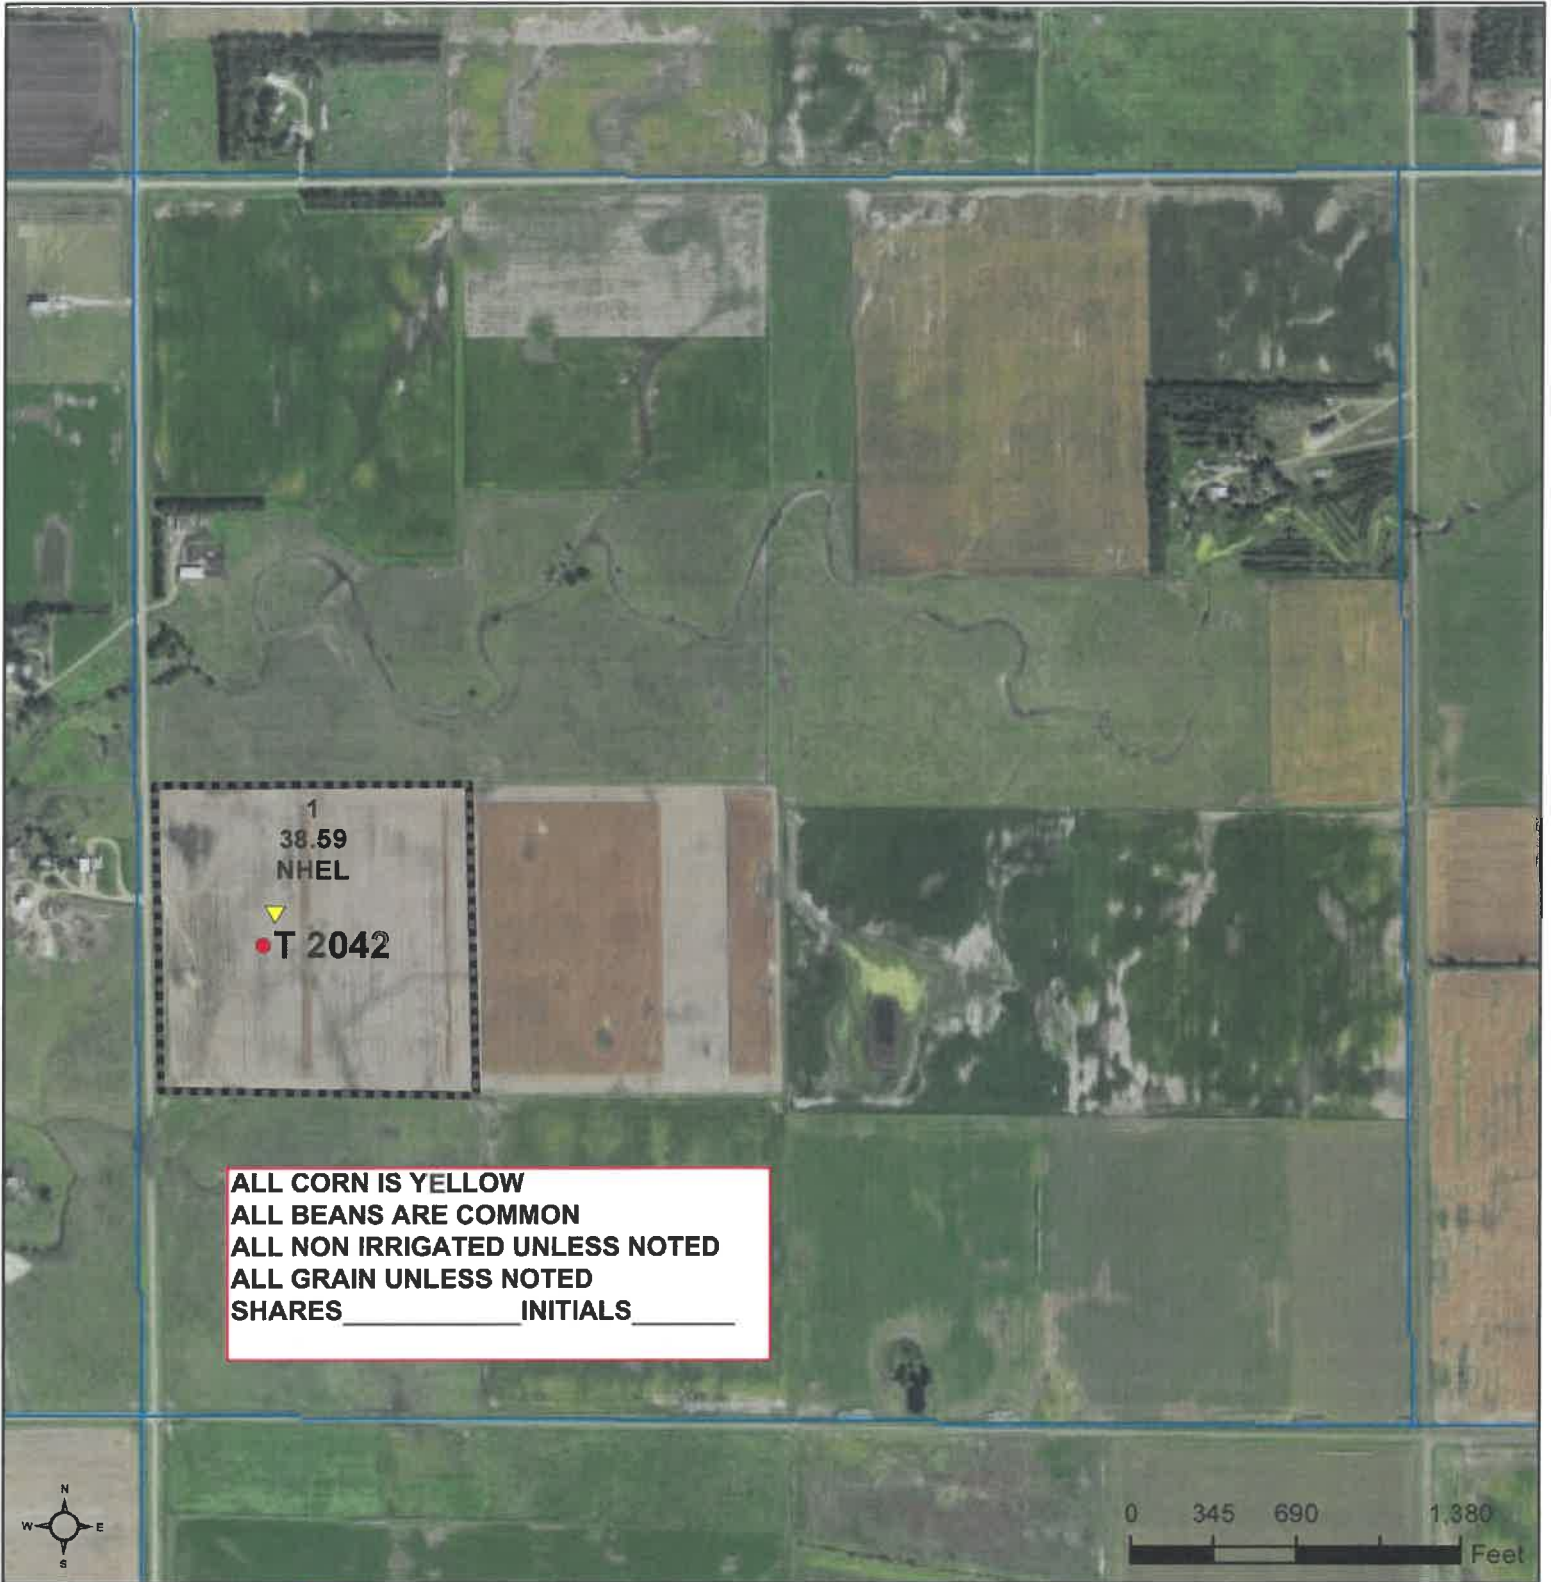 1
38.59
NHEL
T 2042
ALL CORN IS YELLOW
ALL BEANS ARE COMMON
ALL NON IRRIGATED UNLESS NOTED
ALL GRAIN UNLESS NOTED
SHARES____________INITIALS_______
N
W E
S
0 345 690 1,380
Feet